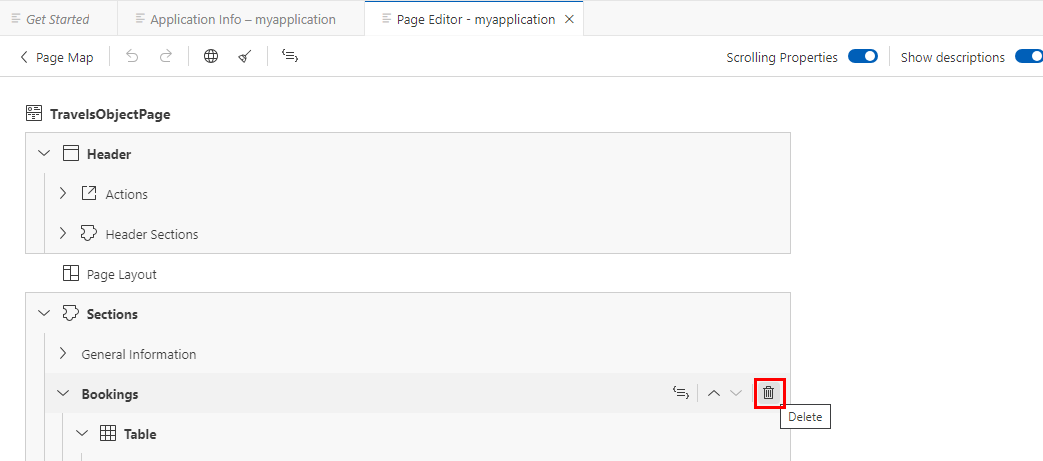 Get Started
Application Info – myapplication
Page Editor - myapplication
Page Map
Scrolling Properties
Show descriptions
TravelsObjectPage
Header
Actions
Header Sections
Page Layout
Sections
General Information
Bookings
Delete
Table